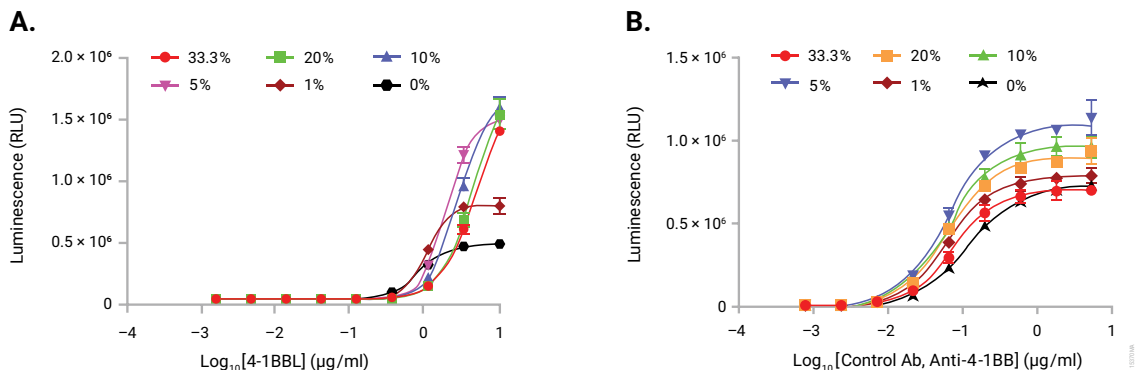 A.
2.0 × 10⁶
1.5 × 10⁶
1.0 × 10⁶
0.5 × 10⁶
0
Luminescence (RLU)
33.3% 20% 10%
5% 1% 0%
−4 −3 −2 −1 0 1
Log₁₀[4-1BBL] (μg/ml)
B.
1.5 × 10⁶
1.0 × 10⁶
0.5 × 10⁶
0
Luminescence (RLU)
33.3% 20% 10%
5% 1% 0%
−4 −3 −2 −1 0 1
Log₁₀[Control Ab, Anti-4-1BB] (μg/ml)